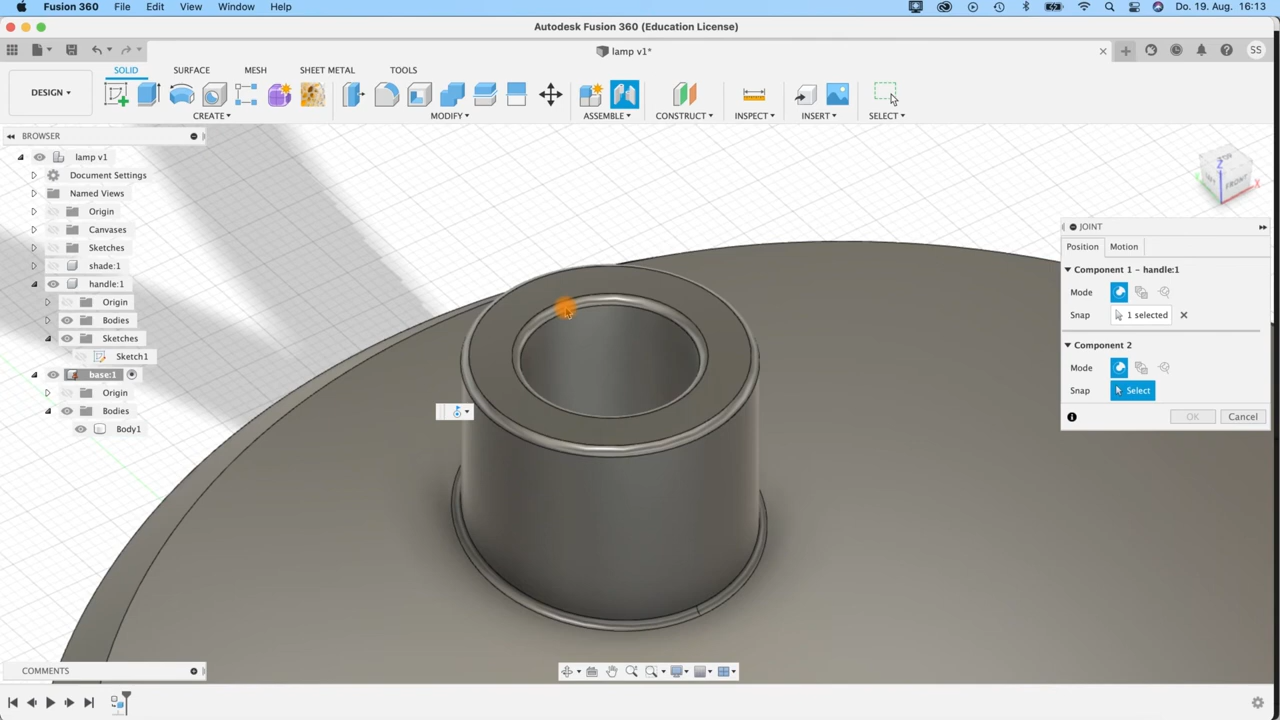 Fusion 360 File Edit View Window Help Do. 19. Aug. 16:13
Autodesk Fusion 360 (Education License)
lamp v1* SS
SOLID SURFACE MESH SHEET METAL TOOLS
DESIGN
CREATE MODIFY ASSEMBLE CONSTRUCT INSPECT INSERT SELECT
BROWSER
lamp v1
Document Settings
Named Views
Origin
Canvases
Sketches
shade:1
handle:1
Origin
Bodies
Sketches
Sketch1
base:1
Origin
Bodies
Body1
Z
FRONT
X
JOINT
Position Motion
Component 1 - handle:1
Mode
Snap 1 selected
Component 2
Mode
Snap Select
OK Cancel
COMMENTS